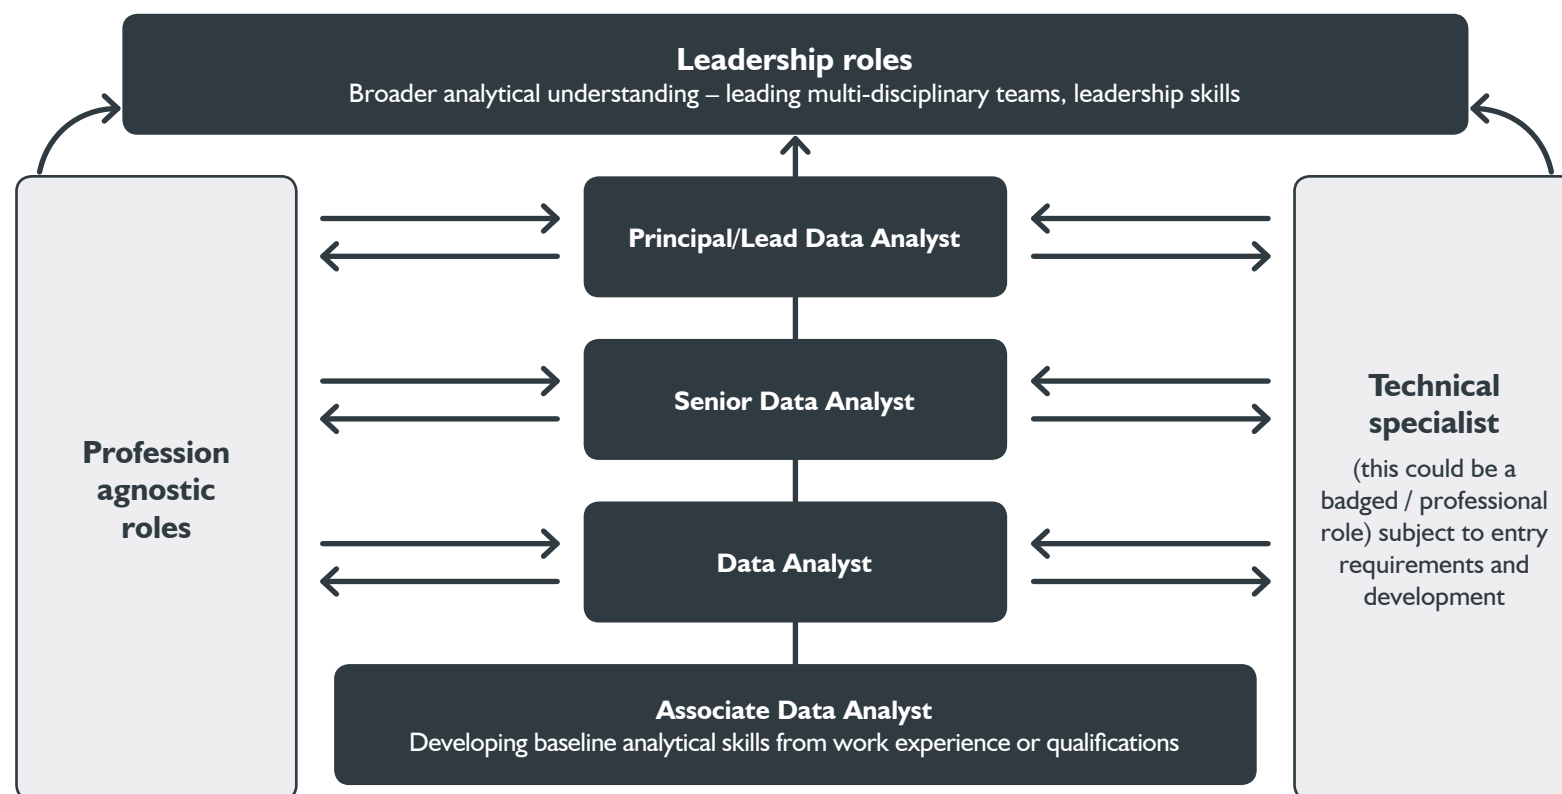 Leadership roles
Broader analytical understanding – leading multi-disciplinary teams, leadership skills
Principal/Lead Data Analyst
Senior Data Analyst
Data Analyst
Associate Data Analyst
Developing baseline analytical skills from work experience or qualifications
Profession
agnostic
roles
Technical
specialist
(this could be a
badged / professional
role) subject to entry
requirements and
development